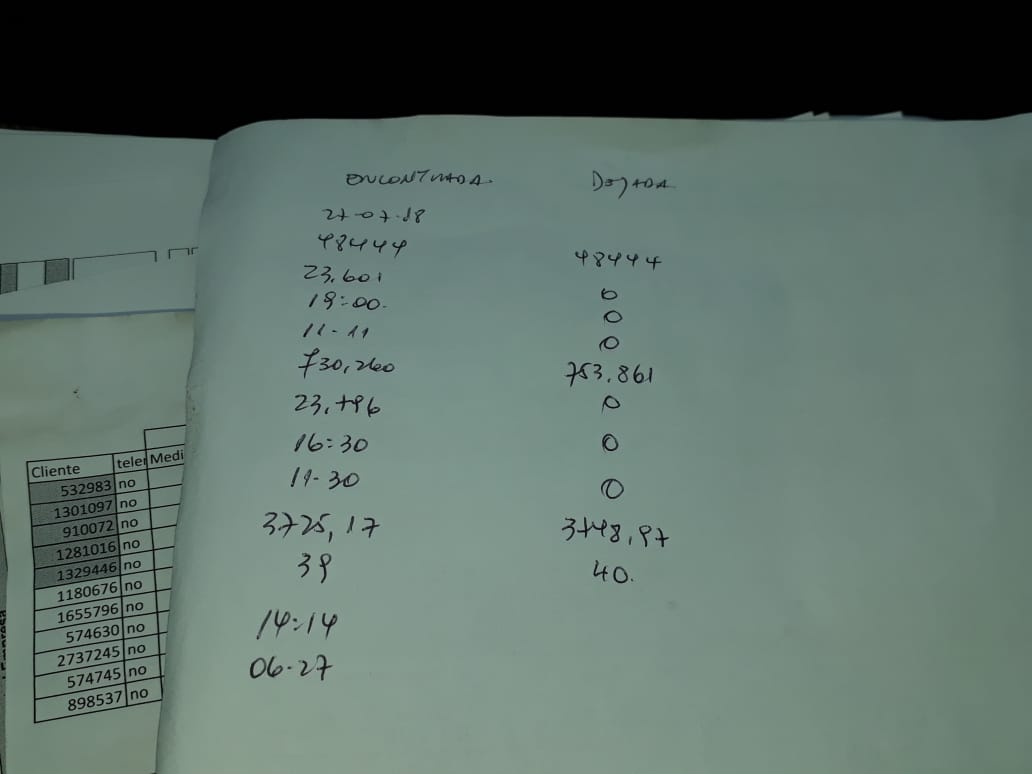 ENCONTRADA DEJADA
27-07-18
48444 48444
23,601 0
19:00. 0
11-11 0
730,260 753,861
23,796 0
16:30 0
11-30 0
3725,17 3748,97
39 40.
14:14
06-27
Cliente teler Medi
532983 no
1301097 no
910072 no
1281016 no
1329446 no
1180676 no
1655796 no
574630 no
2737245 no
574745 no
898537 no